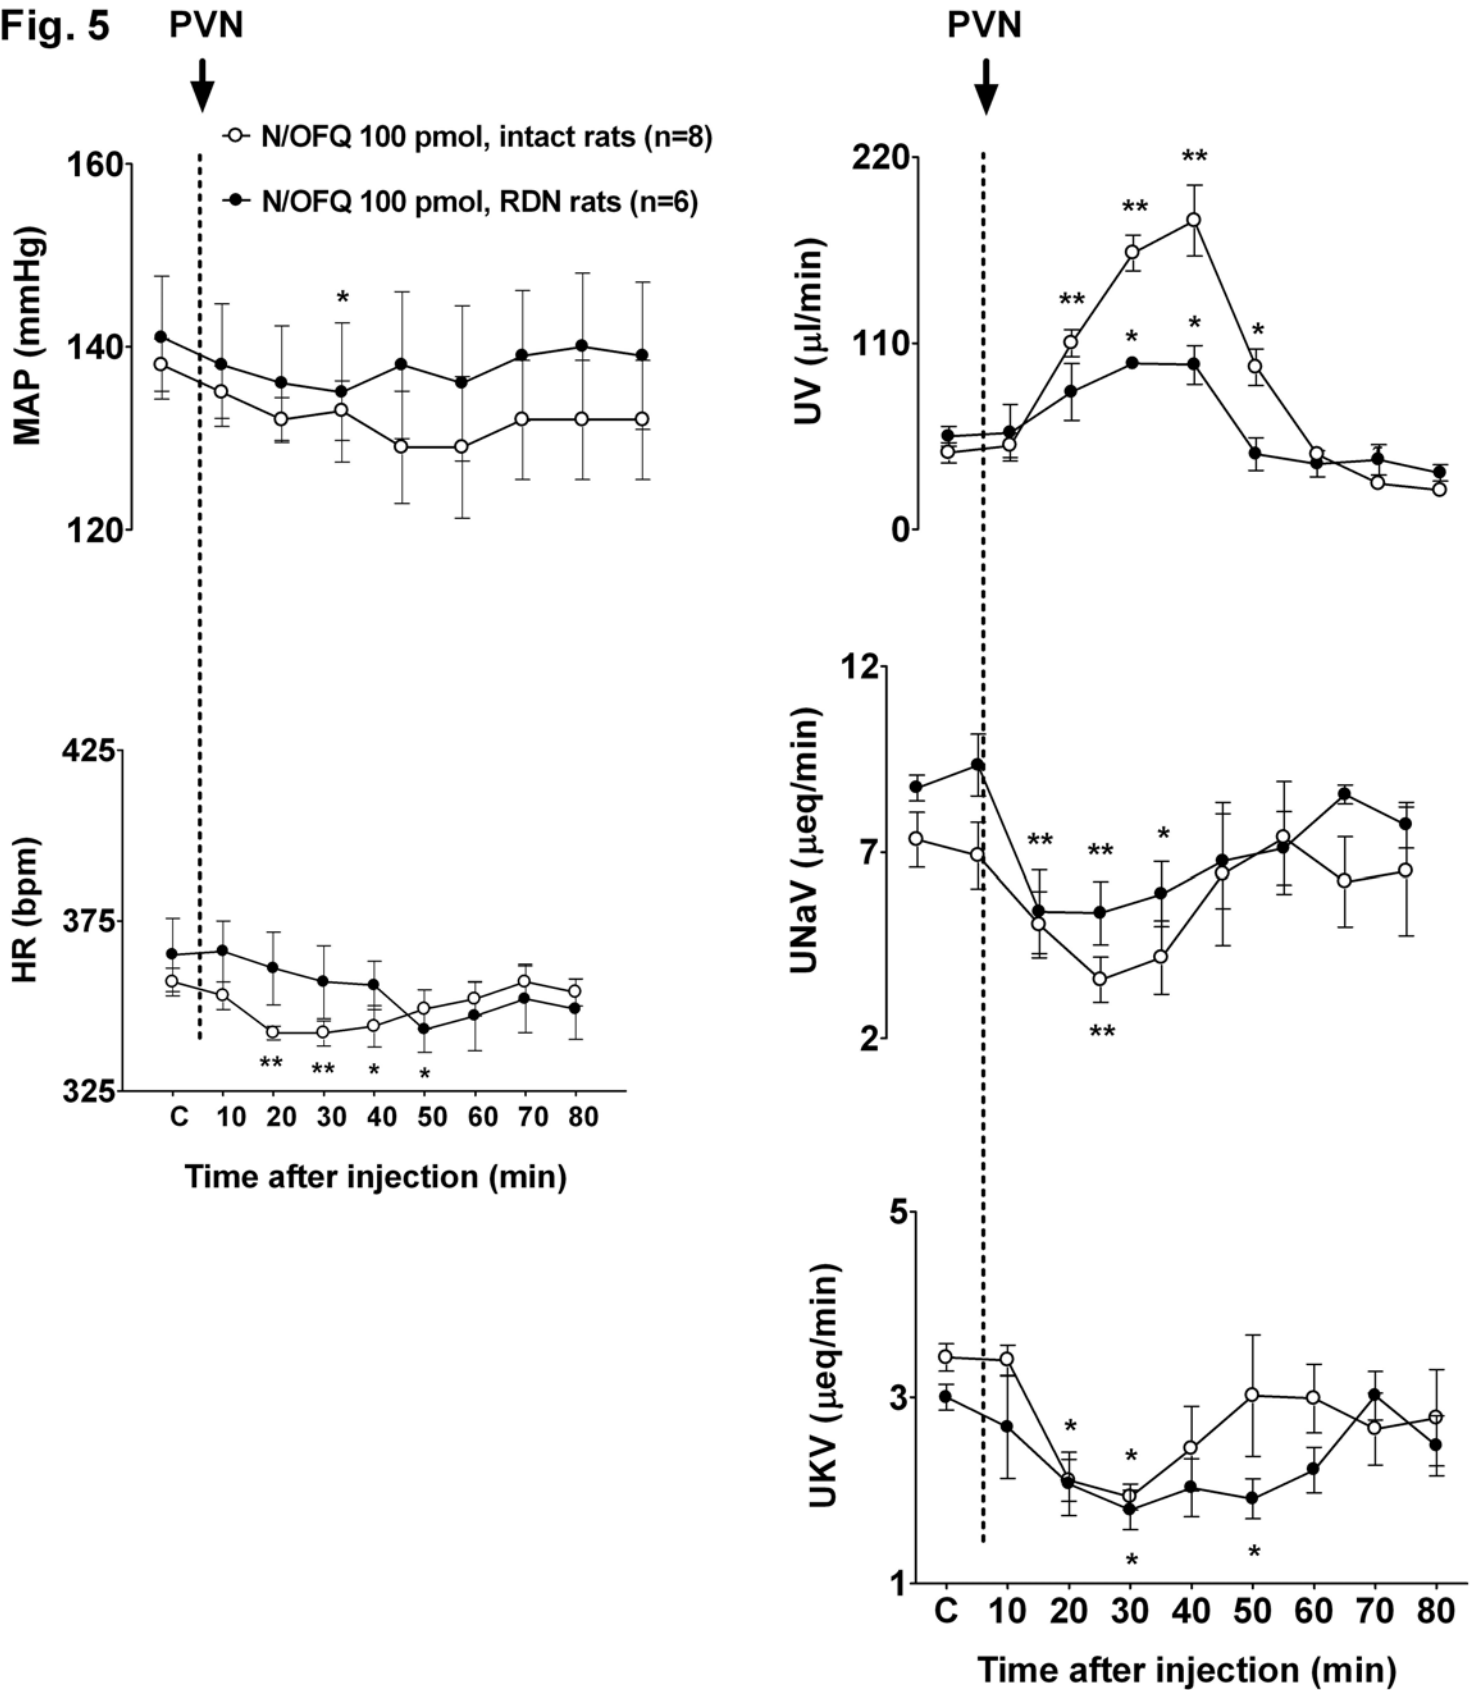 Fig. 5
PVN
PVN
N/OFQ 100 pmol, intact rats (n=8)
N/OFQ 100 pmol, RDN rats (n=6)
160
140
120
MAP (mmHg)
*
425
375
325
HR (bpm)
** ** * *
C 10 20 30 40 50 60 70 80
Time after injection (min)
220
110
0
UV (μl/min)
** ** ** *
* *
12
7
2
UNaV (μeq/min)
** ** *
**
5
3
1
UKV (μeq/min)
* *
* *
C 10 20 30 40 50 60 70 80
Time after injection (min)